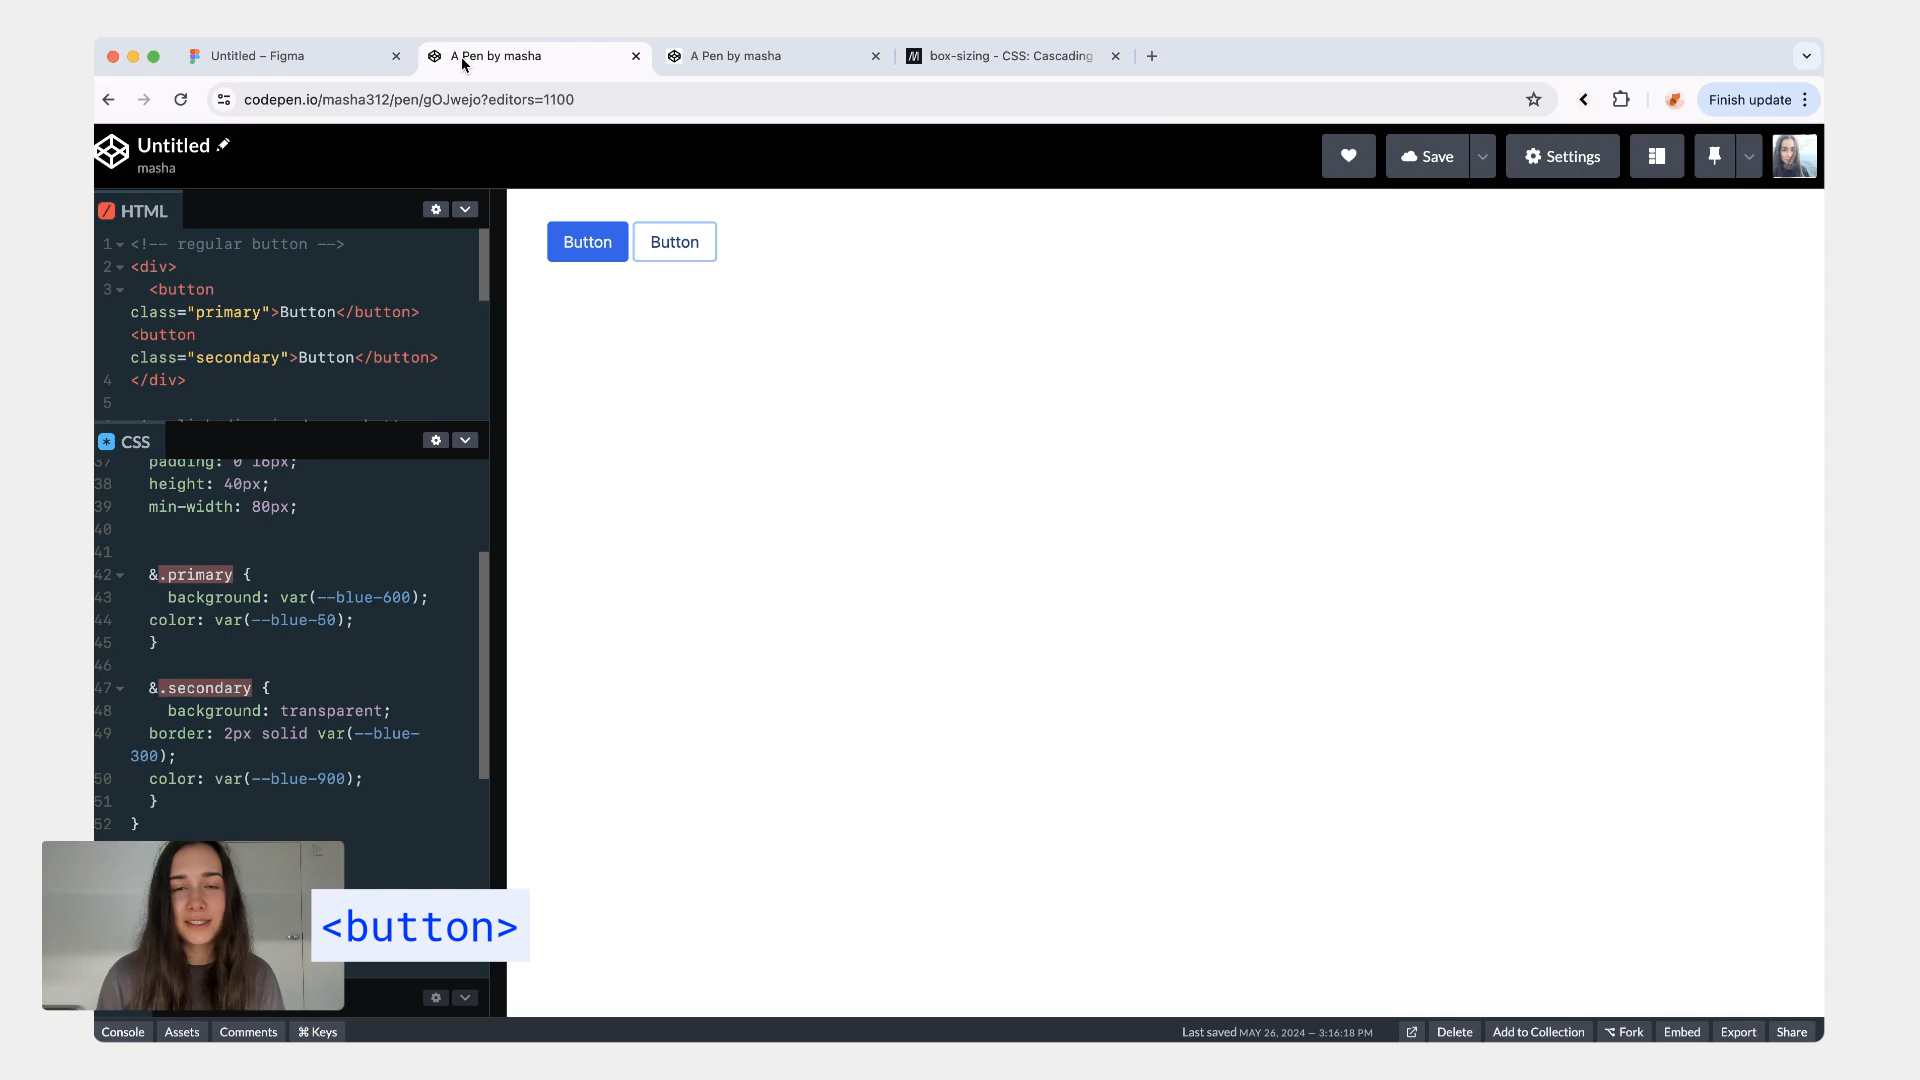 Untitled – Figma
A Pen by masha
A Pen by masha
box-sizing - CSS: Cascading
codepen.io/masha312/pen/gOJwejo?editors=1100
Finish update
Untitled
masha
Save
Settings
HTML
1 <!-- regular button -->
2 <div>
3 <button
class="primary">Button</button>
<button
class="secondary">Button</button>
4 </div>
5
CSS
37 padding: 0 16px;
38 height: 40px;
39 min-width: 80px;
40
41
42 &.primary {
43 background: var(--blue-600);
44 color: var(--blue-50);
45 }
46
47 &.secondary {
48 background: transparent;
49 border: 2px solid var(--blue-
300);
50 color: var(--blue-900);
51 }
52 }
Button
Button
<button>
Console
Assets
Comments
⌘ Keys
Last saved MAY 26, 2024 — 3:16:18 PM
Delete
Add to Collection
Fork
Embed
Export
Share